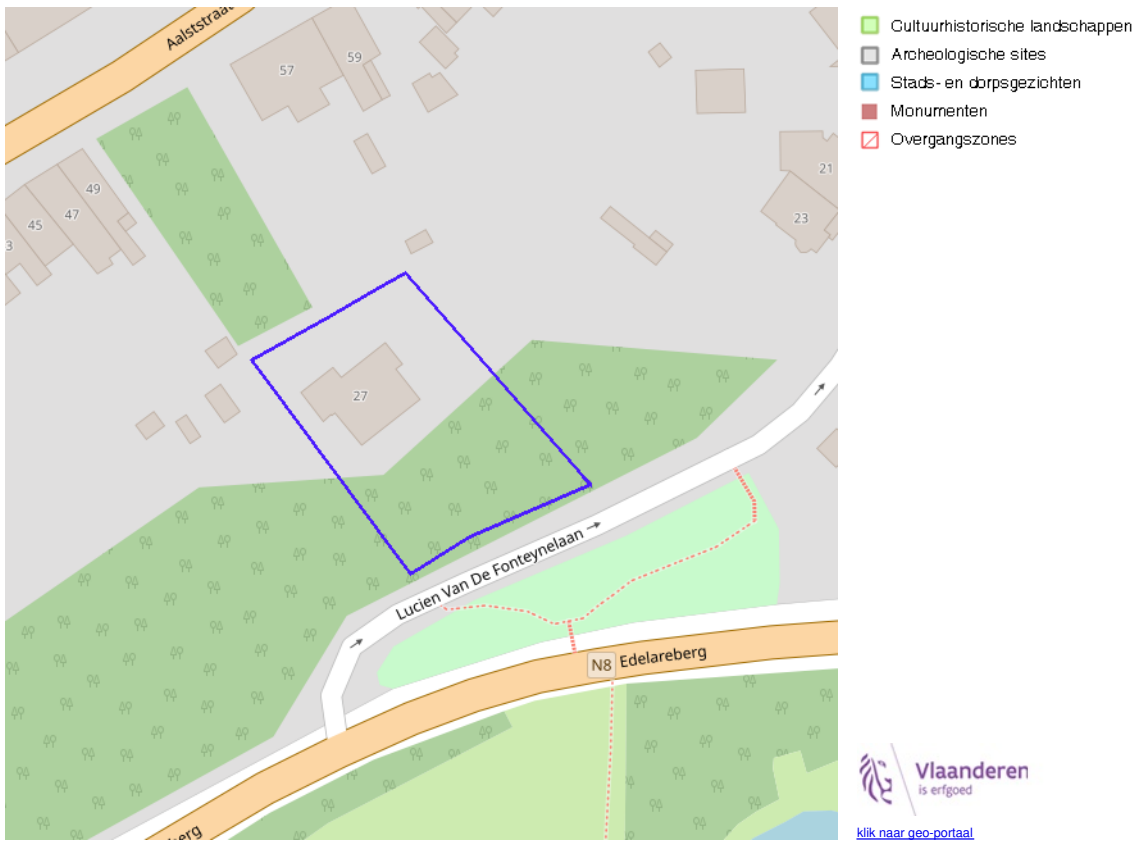 Aalststraat
57
59
49
47
45
3
21
23
27
Lucien Van De Fonteynelaan
N8
Edelareberg
Cultuurhistorische landschappen
Archeologische sites
Stads- en dorpsgezichten
Monumenten
Overgangszones
Vlaanderen
is erfgoed
klik naar geo-portaal